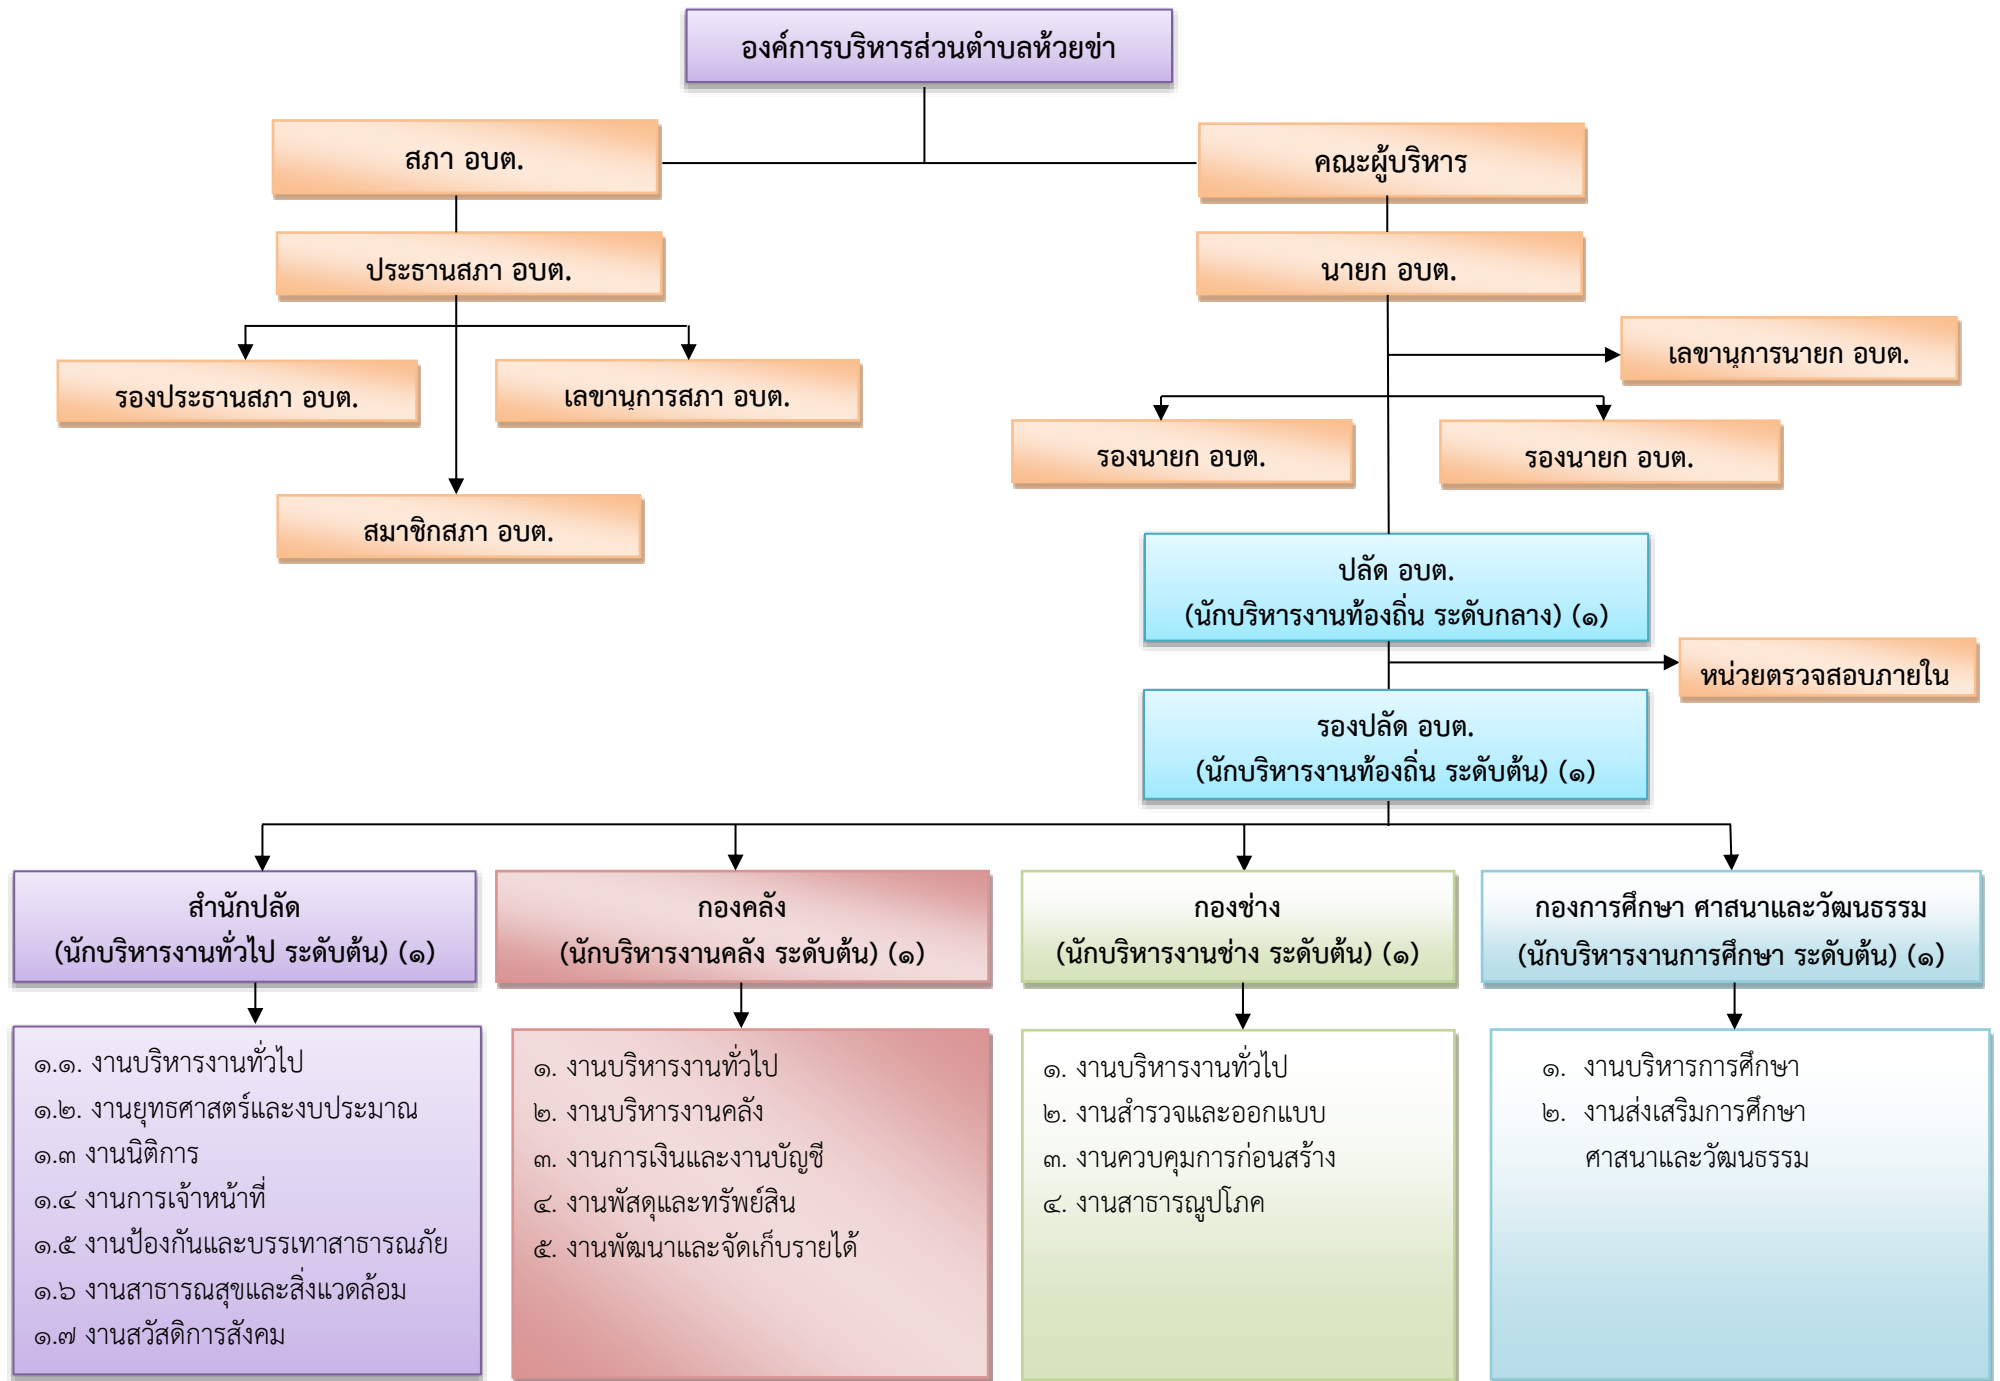 องค์การบริหารส่วนตำบลห้วยข่า
สภา อบต.
คณะผู้บริหาร
ประธานสภา อบต.
นายก อบต.
เลขานุการนายก อบต.
รองประธานสภา อบต.
เลขานุการสภา อบต.
รองนายก อบต.
รองนายก อบต.
สมาชิกสภา อบต.
ปลัด อบต.
(นักบริหารงานท้องถิ่น ระดับกลาง) (๑)
หน่วยตรวจสอบภายใน
รองปลัด อบต.
(นักบริหารงานท้องถิ่น ระดับต้น) (๑)
สำนักปลัด
(นักบริหารงานทั่วไป ระดับต้น) (๑)
กองคลัง
(นักบริหารงานคลัง ระดับต้น) (๑)
กองช่าง
(นักบริหารงานช่าง ระดับต้น) (๑)
กองการศึกษา ศาสนาและวัฒนธรรม
(นักบริหารงานการศึกษา ระดับต้น) (๑)
๑.๑. งานบริหารงานทั่วไป
๑.๒. งานยุทธศาสตร์และงบประมาณ
๑.๓ งานนิติการ
๑.๔ งานการเจ้าหน้าที่
๑.๕ งานป้องกันและบรรเทาสาธารณภัย
๑.๖ งานสาธารณสุขและสิ่งแวดล้อม
๑.๗ งานสวัสดิการสังคม
๑. งานบริหารงานทั่วไป
๒. งานบริหารงานคลัง
๓. งานการเงินและงานบัญชี
๔. งานพัสดุและทรัพย์สิน
๕. งานพัฒนาและจัดเก็บรายได้
๑. งานบริหารงานทั่วไป
๒. งานสำรวจและออกแบบ
๓. งานควบคุมการก่อนสร้าง
๔. งานสาธารณูปโภค
๑. งานบริหารการศึกษา
๒. งานส่งเสริมการศึกษา
ศาสนาและวัฒนธรรม